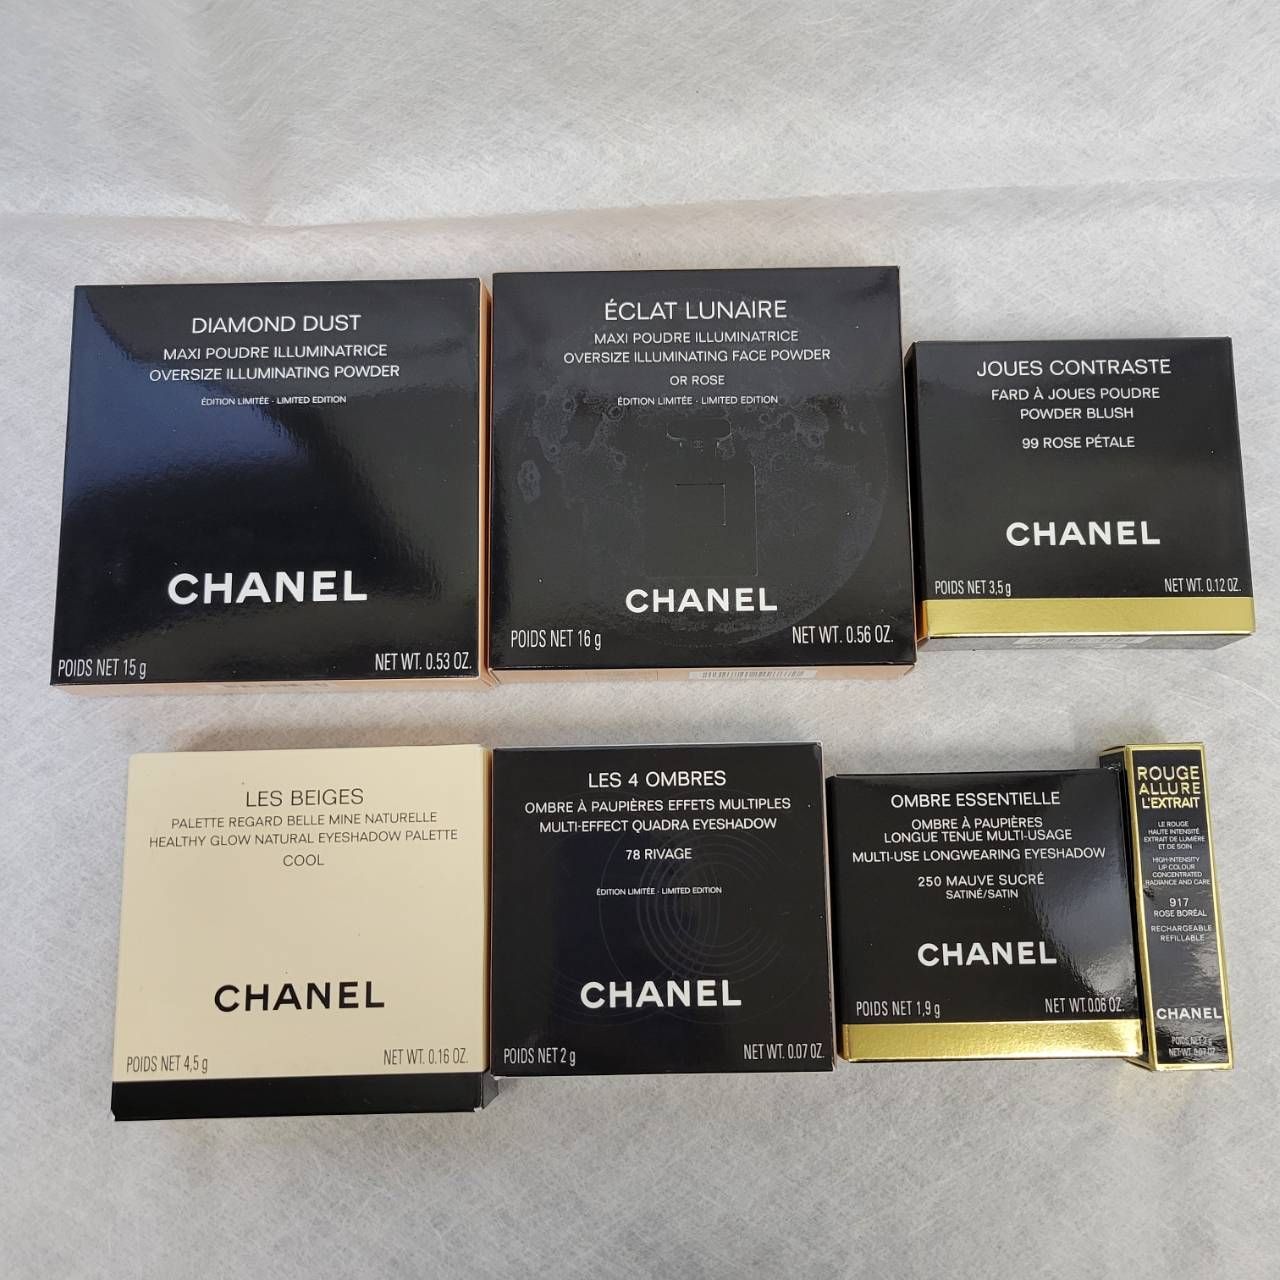 DIAMOND DUST
MAXI POUDRE ILLUMINATRICE
OVERSIZE ILLUMINATING POWDER
ÉDITION LIMITÉE - LIMITED EDITION
CHANEL
POIDS NET 15 g
NET WT. 0.53 OZ.
ÉCLAT LUNAIRE
MAXI POUDRE ILLUMINATRICE
OVERSIZE ILLUMINATING FACE POWDER
OR ROSE
ÉDITION LIMITÉE - LIMITED EDITION
CHANEL
POIDS NET 16 g
NET WT. 0.56 OZ.
JOUES CONTRASTE
FARD À JOUES POUDRE
POWDER BLUSH
99 ROSE PÉTALE
CHANEL
POIDS NET 3,5 g
NET WT. 0.12 OZ.
LES BEIGES
PALETTE REGARD BELLE MINE NATURELLE
HEALTHY GLOW NATURAL EYESHADOW PALETTE
COOL
CHANEL
POIDS NET 4,5 g
NET WT. 0.16 OZ.
LES 4 OMBRES
OMBRE À PAUPIÈRES EFFETS MULTIPLES
MULTI-EFFECT QUADRA EYESHADOW
78 RIVAGE
ÉDITION LIMITÉE - LIMITED EDITION
CHANEL
POIDS NET 2 g
NET WT. 0.07 OZ.
OMBRE ESSENTIELLE
OMBRE À PAUPIÈRES
LONGUE TENUE MULTI-USAGE
MULTI-USE LONGWEARING EYESHADOW
250 MAUVE SUCRÉ
SATINÉ/SATIN
CHANEL
POIDS NET 1,9 g
NET WT. 0.06 OZ.
ROUGE
ALLURE
L'EXTRAIT
LE ROUGE
HAUTE INTENSITÉ
EXTRAIT DE LUMIÈRE
ET DE SOIN
HIGH-INTENSITY
LIP COLOUR
CONCENTRATED
RADIANCE AND CARE
917
ROSE BORÉAL
RECHARGEABLE
REFILLABLE
CHANEL
POIDS NET 2 g
NET WT. 0.07 OZ.